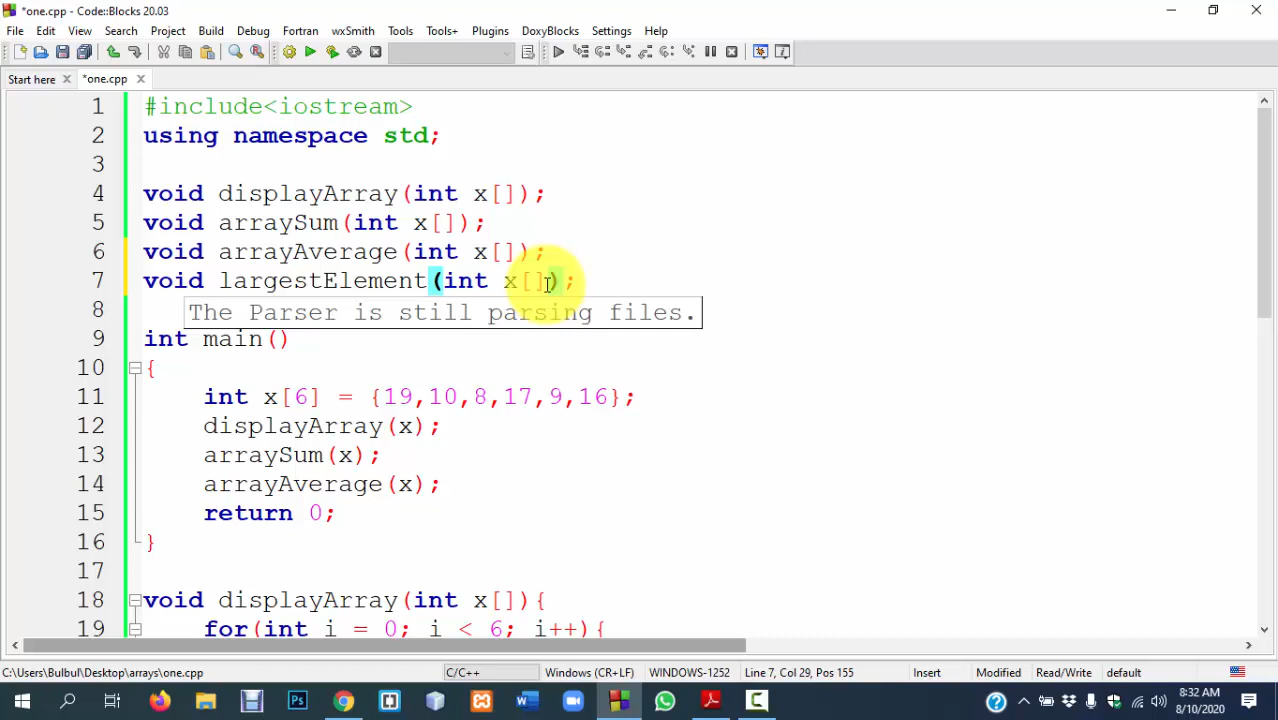 *one.cpp - Code::Blocks 20.03
File Edit View Search Project Build Debug Fortran wxSmith Tools Tools+ Plugins DoxyBlocks Settings Help
Start here *one.cpp
1 #include<iostream>
2 using namespace std;
3
4 void displayArray(int x[]);
5 void arraySum(int x[]);
6 void arrayAverage(int x[]);
7 void largestElement(int x[]);
8 The Parser is still parsing files.
9 int main()
10 {
11 int x[6] = {19,10,8,17,9,16};
12 displayArray(x);
13 arraySum(x);
14 arrayAverage(x);
15 return 0;
16 }
17
18 void displayArray(int x[]){
19 for(int i = 0; i < 6; i++){
C:\Users\Bulbul\Desktop\arrays\one.cpp C/C++ Windows (CR+LF) WINDOWS-1252 Line 7, Col 29, Pos 155 Insert Modified Read/Write default
8:32 AM
8/10/2020